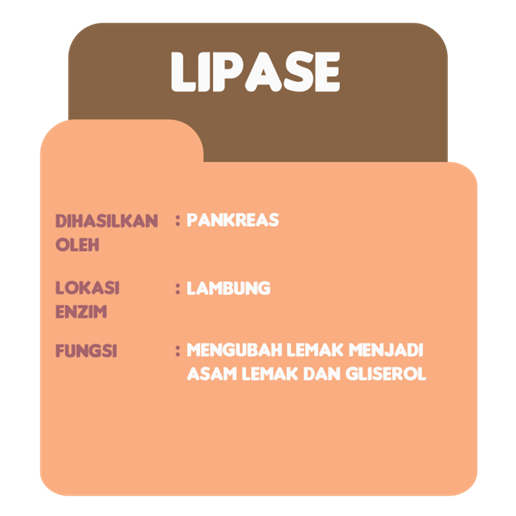 LIPASE
DIHASILKAN : PANKREAS
OLEH
LOKASI : LAMBUNG
ENZIM
FUNGSI : MENGUBAH LEMAK MENJADI
ASAM LEMAK DAN GLISEROL